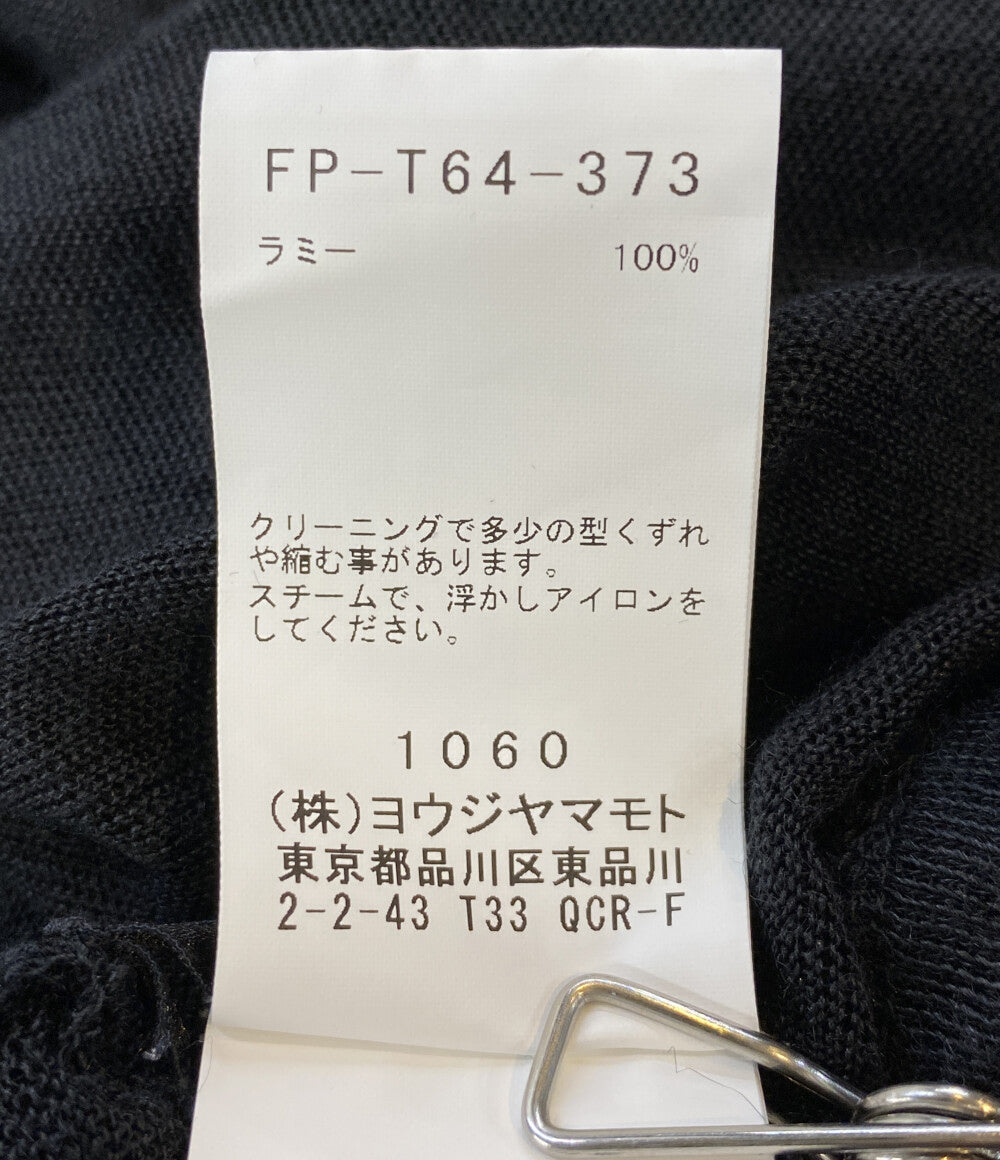 FP-T64-373
ラミー 100%
クリーニングで多少の型くずれ
や縮む事があります。
スチームで、浮かしアイロンを
してください。
1060
(株)ヨウジヤマモト
東京都品川区東品川
2-2-43 T33 QCR-F